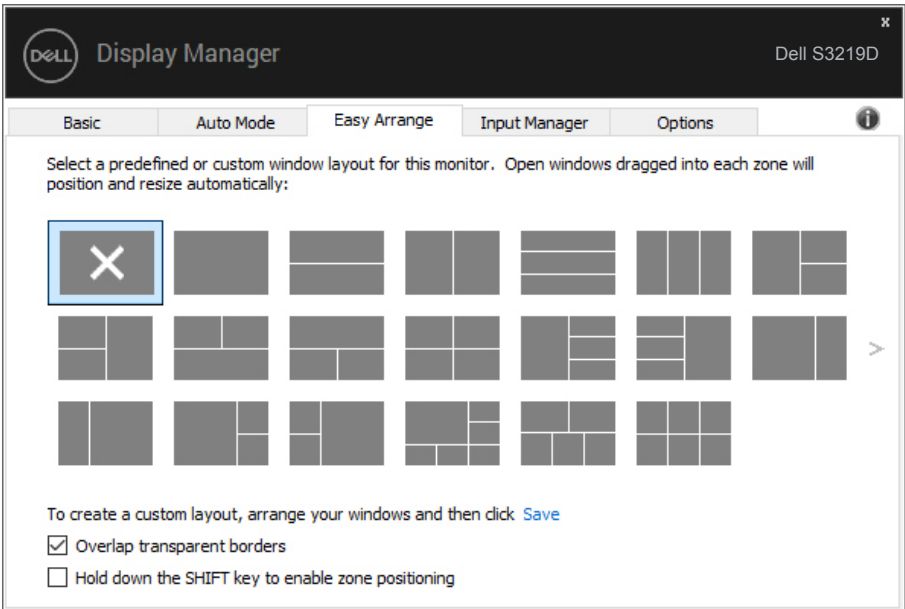 x
DELL
Display Manager
Dell S3219D
Basic
Auto Mode
Easy Arrange
Input Manager
Options
i
Select a predefined or custom window layout for this monitor. Open windows dragged into each zone will
position and resize automatically:
>
To create a custom layout, arrange your windows and then click Save
Overlap transparent borders
Hold down the SHIFT key to enable zone positioning